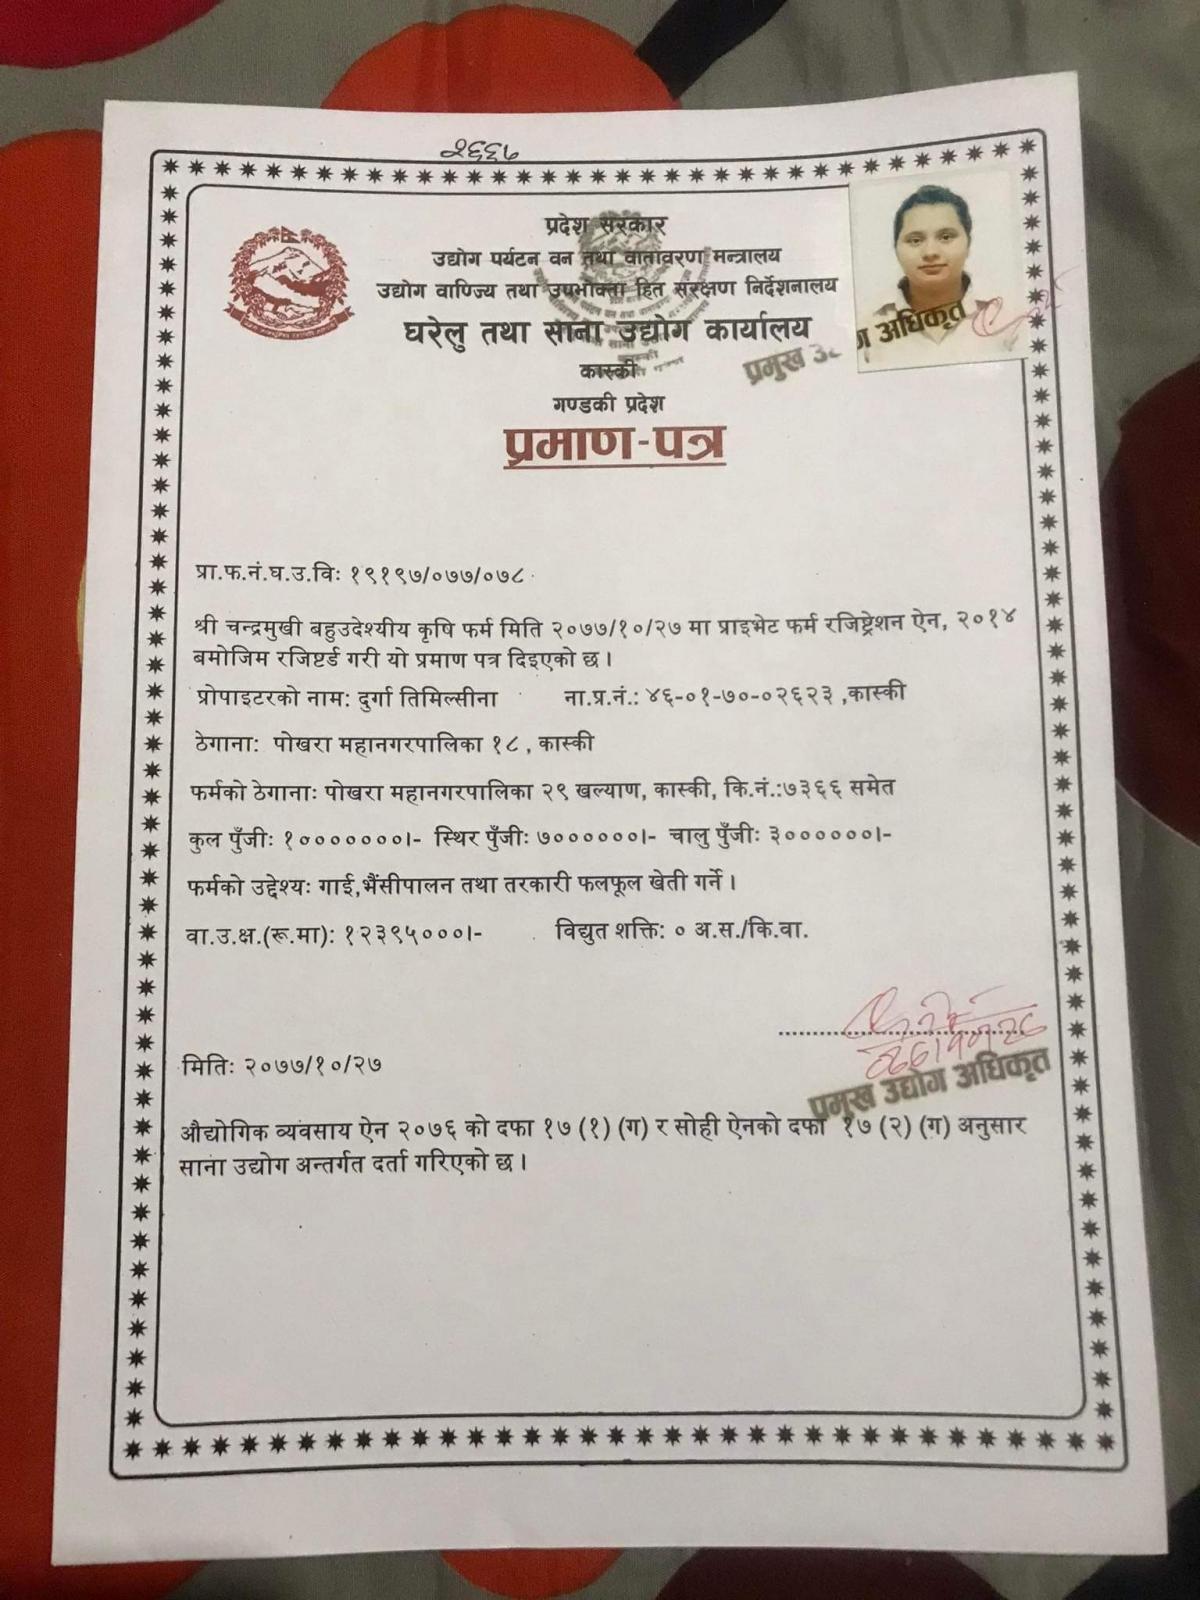 २६६७
प्रदेश सरकार
उद्योग पर्यटन वन तथा वातावरण मन्त्रालय
उद्योग वाणिज्य तथा उपभोक्ता हित संरक्षण निर्देशनालय
घरेलु तथा साना उद्योग कार्यालय
कास्की
गण्डकी प्रदेश
प्रमाण-पत्र
प्रमुख उ
ग अधिकृत
प्रा.फ.नं.घ.उ.वि: १९१९७/०७७/०७८
श्री चन्द्रमुखी बहुउदेश्यीय कृषि फर्म मिति २०७७/१०/२७ मा प्राइभेट फर्म रजिष्ट्रेशन ऐन, २०१४
बमोजिम रजिष्टर्ड गरी यो प्रमाण पत्र दिइएको छ ।
प्रोपाइटरको नाम: दुर्गा तिमिल्सीना ना.प्र.नं.: ४६-०१-७०-०२६२३ ,कास्की
ठेगाना: पोखरा महानगरपालिका १८ , कास्की
फर्मको ठेगाना: पोखरा महानगरपालिका २९ खल्याण, कास्की, कि.नं.:७३६६ समेत
कुल पुँजी: १०००००००।- स्थिर पुँजी: ७००००००।- चालु पुँजी: ३००००००।-
फर्मको उद्देश्य: गाई,भैंसीपालन तथा तरकारी फलफूल खेती गर्ने ।
वा.उ.क्ष.(रू.मा): १२३९५०००।- विद्युत शक्ति: ० अ.स./कि.वा.
मिति: २०७७/१०/२७
प्रमुख उद्योग अधिकृत
औद्योगिक व्यवसाय ऐन २०७६ को दफा १७ (१) (ग) र सोही ऐनको दफा १७ (२) (ग) अनुसार
साना उद्योग अन्तर्गत दर्ता गरिएको छ ।